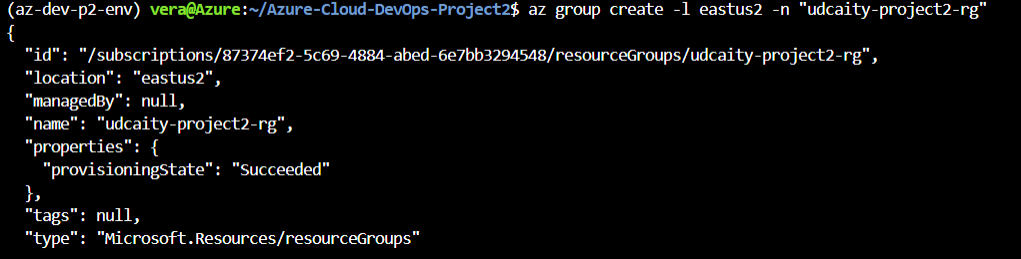 (az-dev-p2-env) vera@Azure:~/Azure-Cloud-DevOps-Project2$ az group create -l eastus2 -n "udcaity-project2-rg"
{
  "id": "/subscriptions/87374ef2-5c69-4884-abed-6e7bb3294548/resourceGroups/udcaity-project2-rg",
  "location": "eastus2",
  "managedBy": null,
  "name": "udcaity-project2-rg",
  "properties": {
    "provisioningState": "Succeeded"
  },
  "tags": null,
  "type": "Microsoft.Resources/resourceGroups"